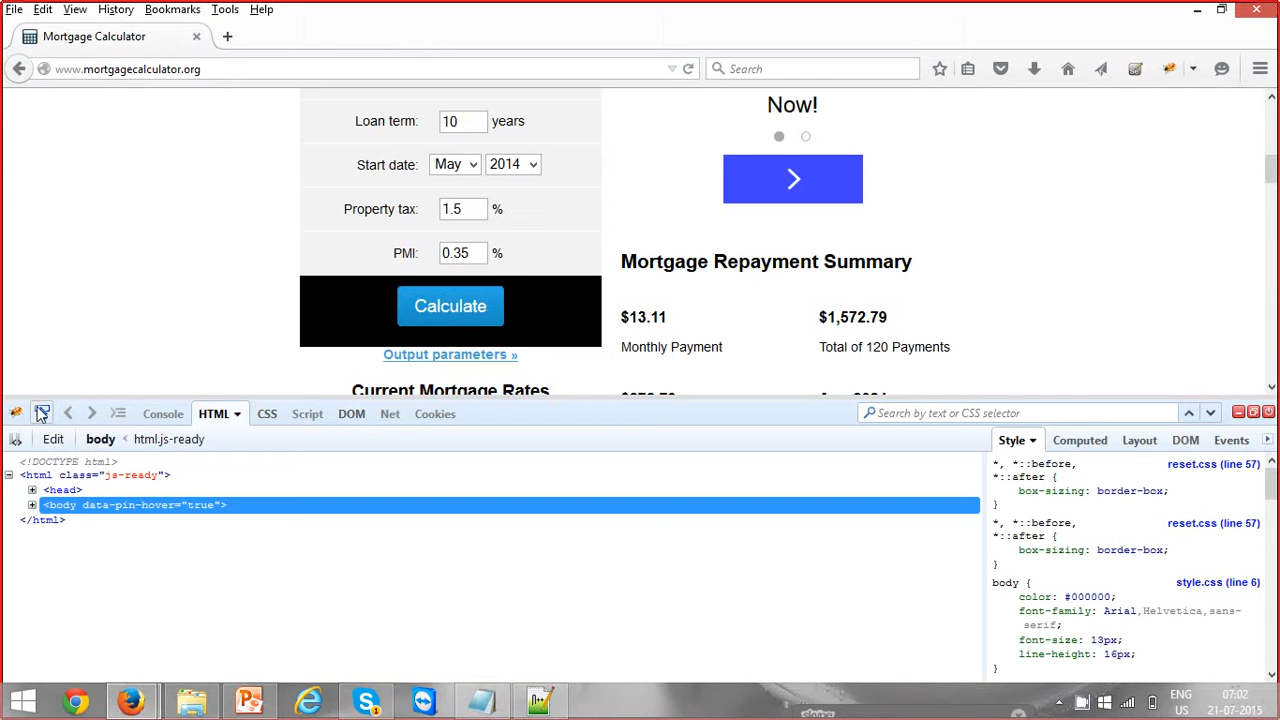 File Edit View History Bookmarks Tools Help
Mortgage Calculator
www.mortgagecalculator.org
Search
Loan term: 10 years
Start date: May 2014
Property tax: 1.5 %
PMI: 0.35 %
Calculate
Output parameters »
Current Mortgage Rates
Now!
Mortgage Repayment Summary
$13.11 $1,572.79
Monthly Payment Total of 120 Payments
Console HTML CSS Script DOM Net Cookies Search by text or CSS selector
Edit body < html.js-ready
<!DOCTYPE html>
<html class="js-ready">
<head>
<body data-pin-hover="true">
</html>
Style Computed Layout DOM Events
*, *::before, reset.css (line 57)
*::after {
box-sizing: border-box;
}
*, *::before, reset.css (line 57)
*::after {
box-sizing: border-box;
}
body { style.css (line 6)
color: #000000;
font-family: Arial,Helvetica,sans-
serif;
font-size: 13px;
line-height: 16px;
}
ENG 07:02
US 21-07-2015